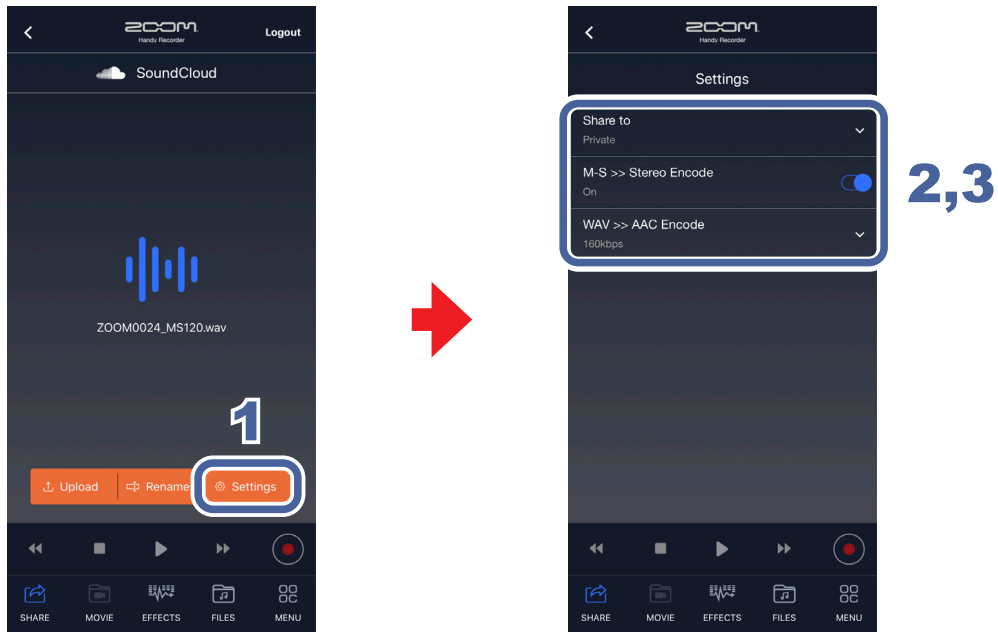 ZOOM
Handy Recorder
Logout
SoundCloud
ZOOM0024_MS120.wav
1
Upload
Rename
Settings
SHARE
MOVIE
EFFECTS
FILES
MENU
ZOOM
Handy Recorder
Settings
Share to
Private
M-S >> Stereo Encode
On
WAV >> AAC Encode
160kbps
2,3
SHARE
MOVIE
EFFECTS
FILES
MENU